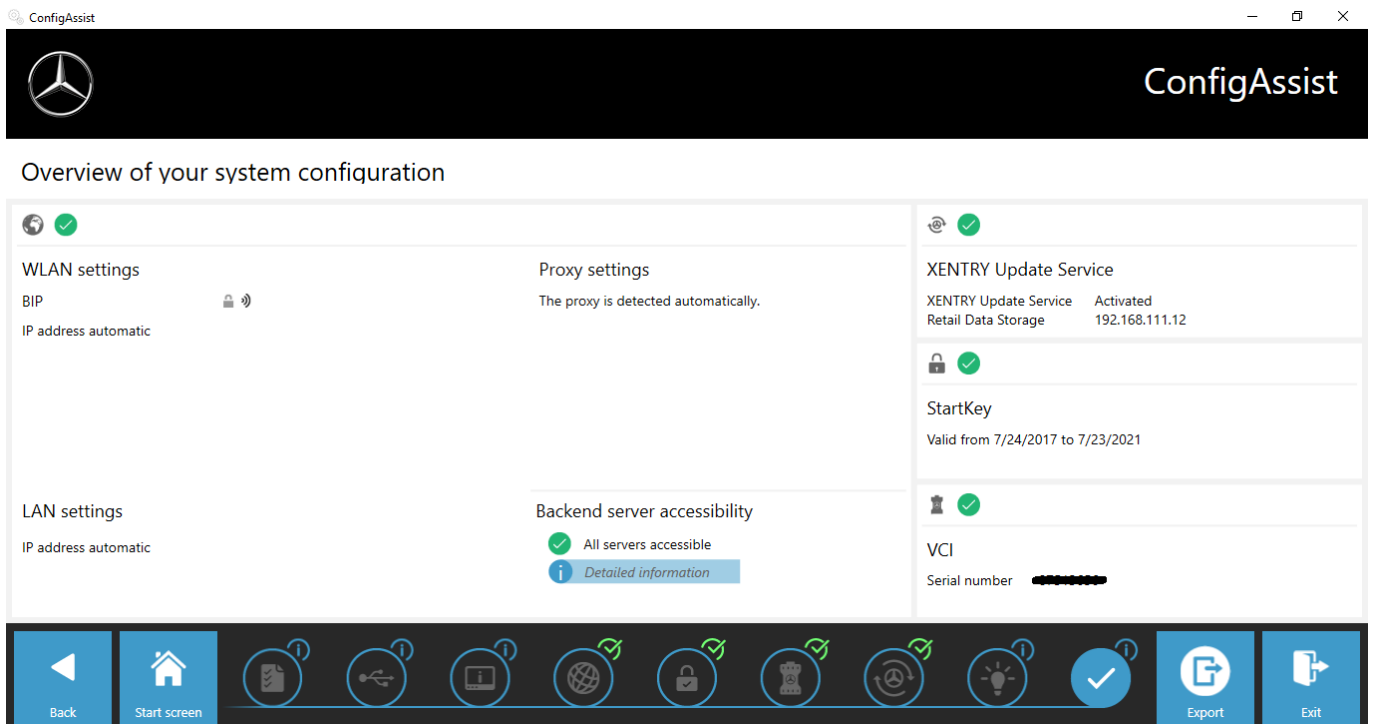 ConfigAssist
ConfigAssist
Overview of your system configuration
WLAN settings
BIP
IP address automatic
Proxy settings
The proxy is detected automatically.
LAN settings
IP address automatic
Backend server accessibility
All servers accessible
Detailed information
XENTRY Update Service
XENTRY Update Service Activated
Retail Data Storage 192.168.111.12
StartKey
Valid from 7/24/2017 to 7/23/2021
VCI
Serial number
Back
Start screen
Export
Exit